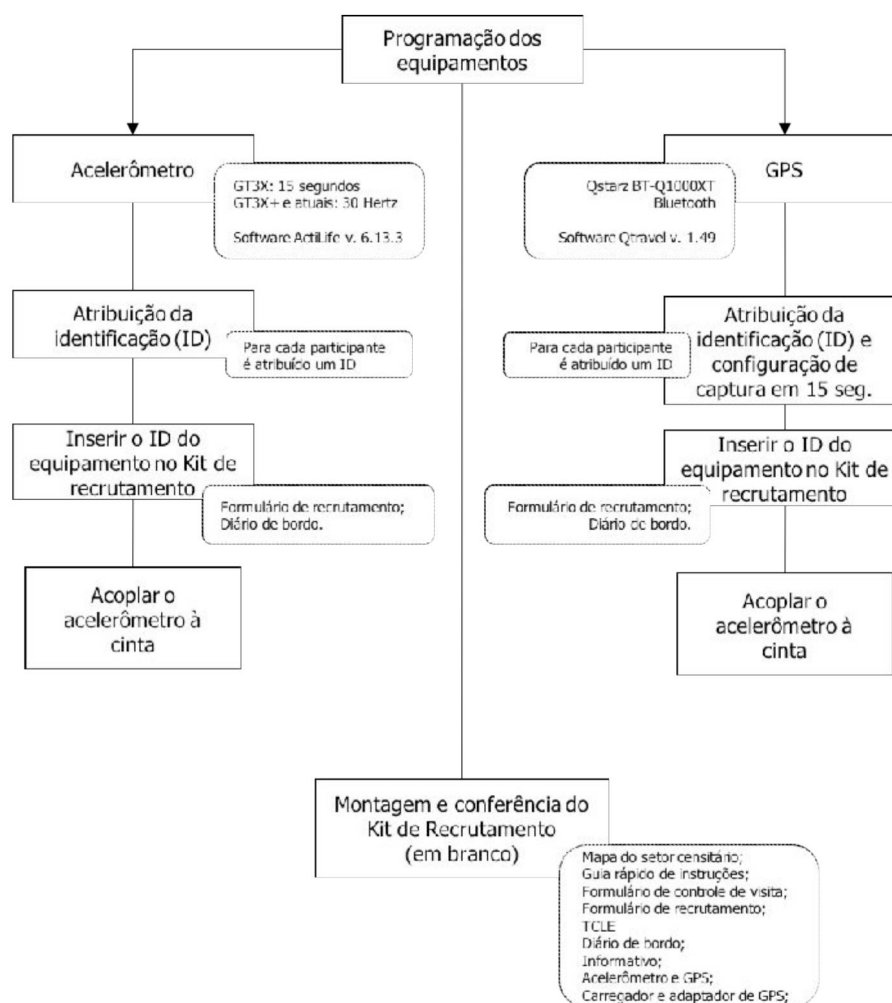 Programação dos
equipamentos
Acelerômetro
GT3X: 15 segundos
GT3X+ e atuais: 30 Hertz
Software ActiLife v. 6.13.3
GPS
Qstarz BT-Q1000XT
Bluetooth
Software Qtravel v. 1.49
Atribuição da
identificação (ID)
Para cada participante
é atribuído um ID
Atribuição da
identificação (ID) e
configuração de
captura em 15 seg.
Para cada participante
é atribuído um ID
Inserir o ID do
equipamento no Kit de
recrutamento
Formulário de recrutamento;
Diário de bordo.
Inserir o ID do
equipamento no Kit de
recrutamento
Formulário de recrutamento;
Diário de bordo.
Acoplar o
acelerômetro à
cinta
Acoplar o
acelerômetro à
cinta
Montagem e conferência do
Kit de Recrutamento
(em branco)
Mapa do setor censitário;
Guia rápido de instruções;
Formulário de controle de visita;
Formulário de recrutamento;
TCLE
Diário de bordo;
Informativo;
Acelerômetro e GPS;
Carregador e adaptador de GPS;